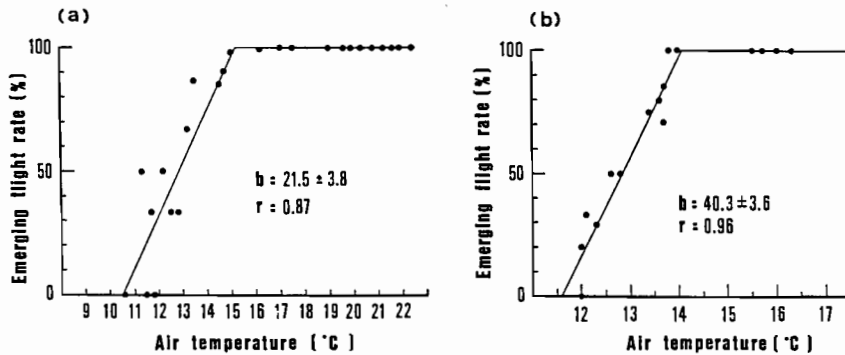 (a)
100
50
0
Emerging flight rate (%)
b = 21.5 ± 3.8
r = 0.87
9 10 11 12 13 14 15 16 17 18 19 20 21 22
Air temperature (°C)
(b)
100
50
0
Emerging flight rate (%)
b = 40.3 ± 3.6
r = 0.96
12 13 14 15 16 17
Air temperature (°C)